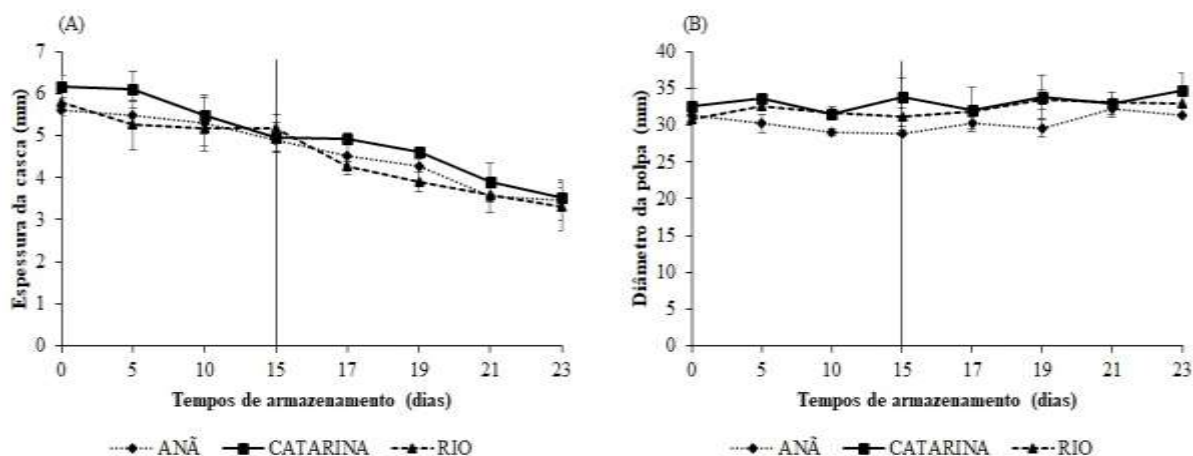 (A)
Espessura da casca (mm)
7
6
5
4
3
2
1
0
0 5 10 15 17 19 21 23
Tempos de armazenamento (dias)
ANÃ CATARINA RIO
(B)
Diâmetro da polpa (mm)
40
35
30
25
20
15
10
5
0
0 5 10 15 17 19 21 23
Tempos de armazenamento (dias)
ANÃ CATARINA RIO